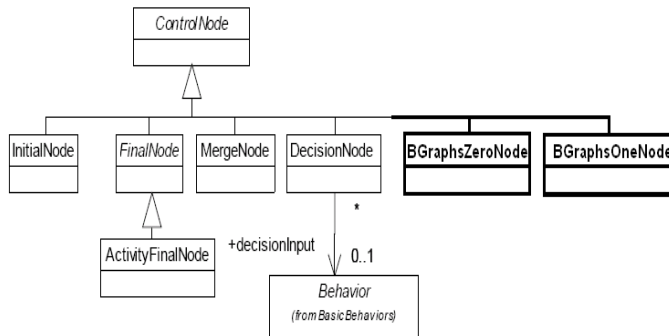 ControlNode
InitialNode
FinalNode
MergeNode
DecisionNode
BGraphsZeroNode
BGraphsOneNode
*
ActivityFinalNode
+decisionInput
0..1
Behavior
(from BasicBehaviors)